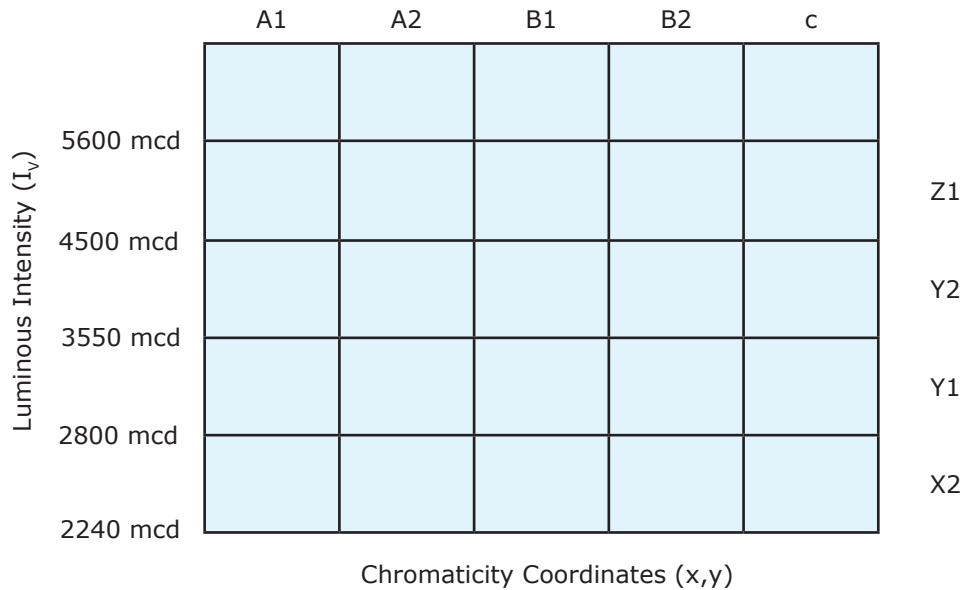 A1 A2 B1 B2 c
5600 mcd
Z1
4500 mcd
Y2
3550 mcd
Y1
2800 mcd
X2
2240 mcd
Luminous Intensity (Iv)
Chromaticity Coordinates (x,y)